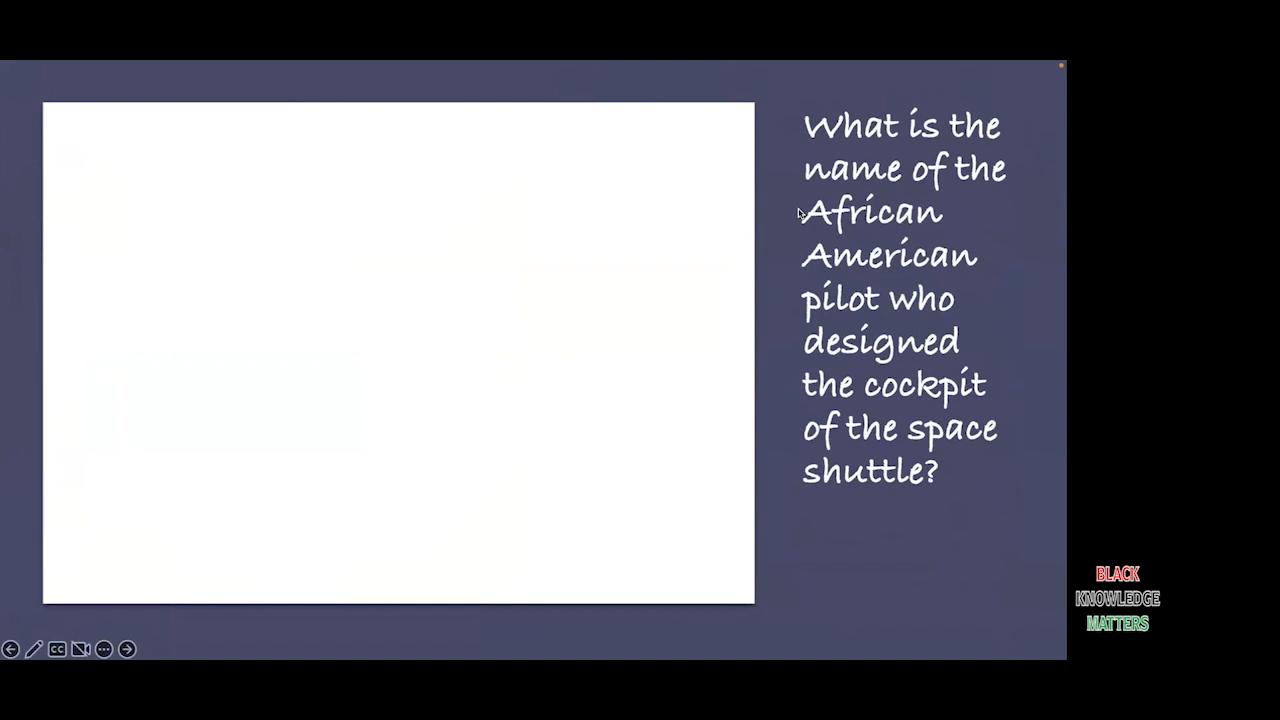 What is the
name of the
African
American
pilot who
designed
the cockpit
of the space
shuttle?
BLACK
KNOWLEDGE
MATTERS
CC